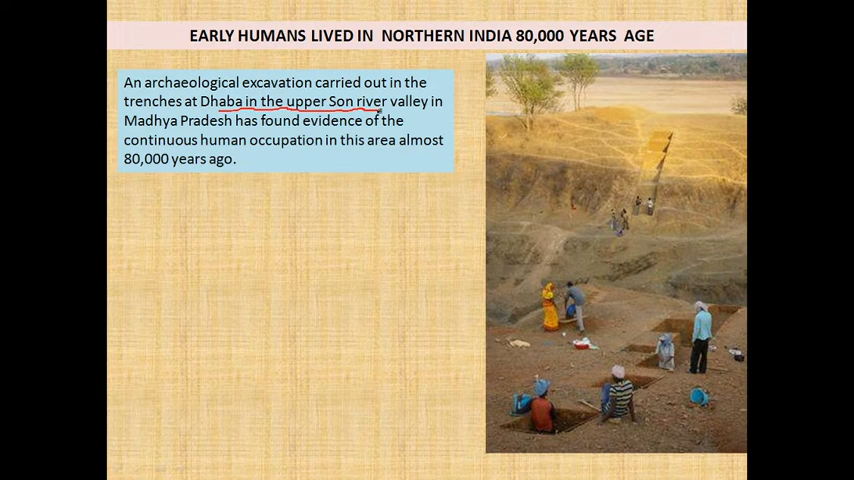 EARLY HUMANS LIVED IN NORTHERN INDIA 80,000 YEARS AGE
An archaeological excavation carried out in the
trenches at Dhaba in the upper Son river valley in
Madhya Pradesh has found evidence of the
continuous human occupation in this area almost
80,000 years ago.